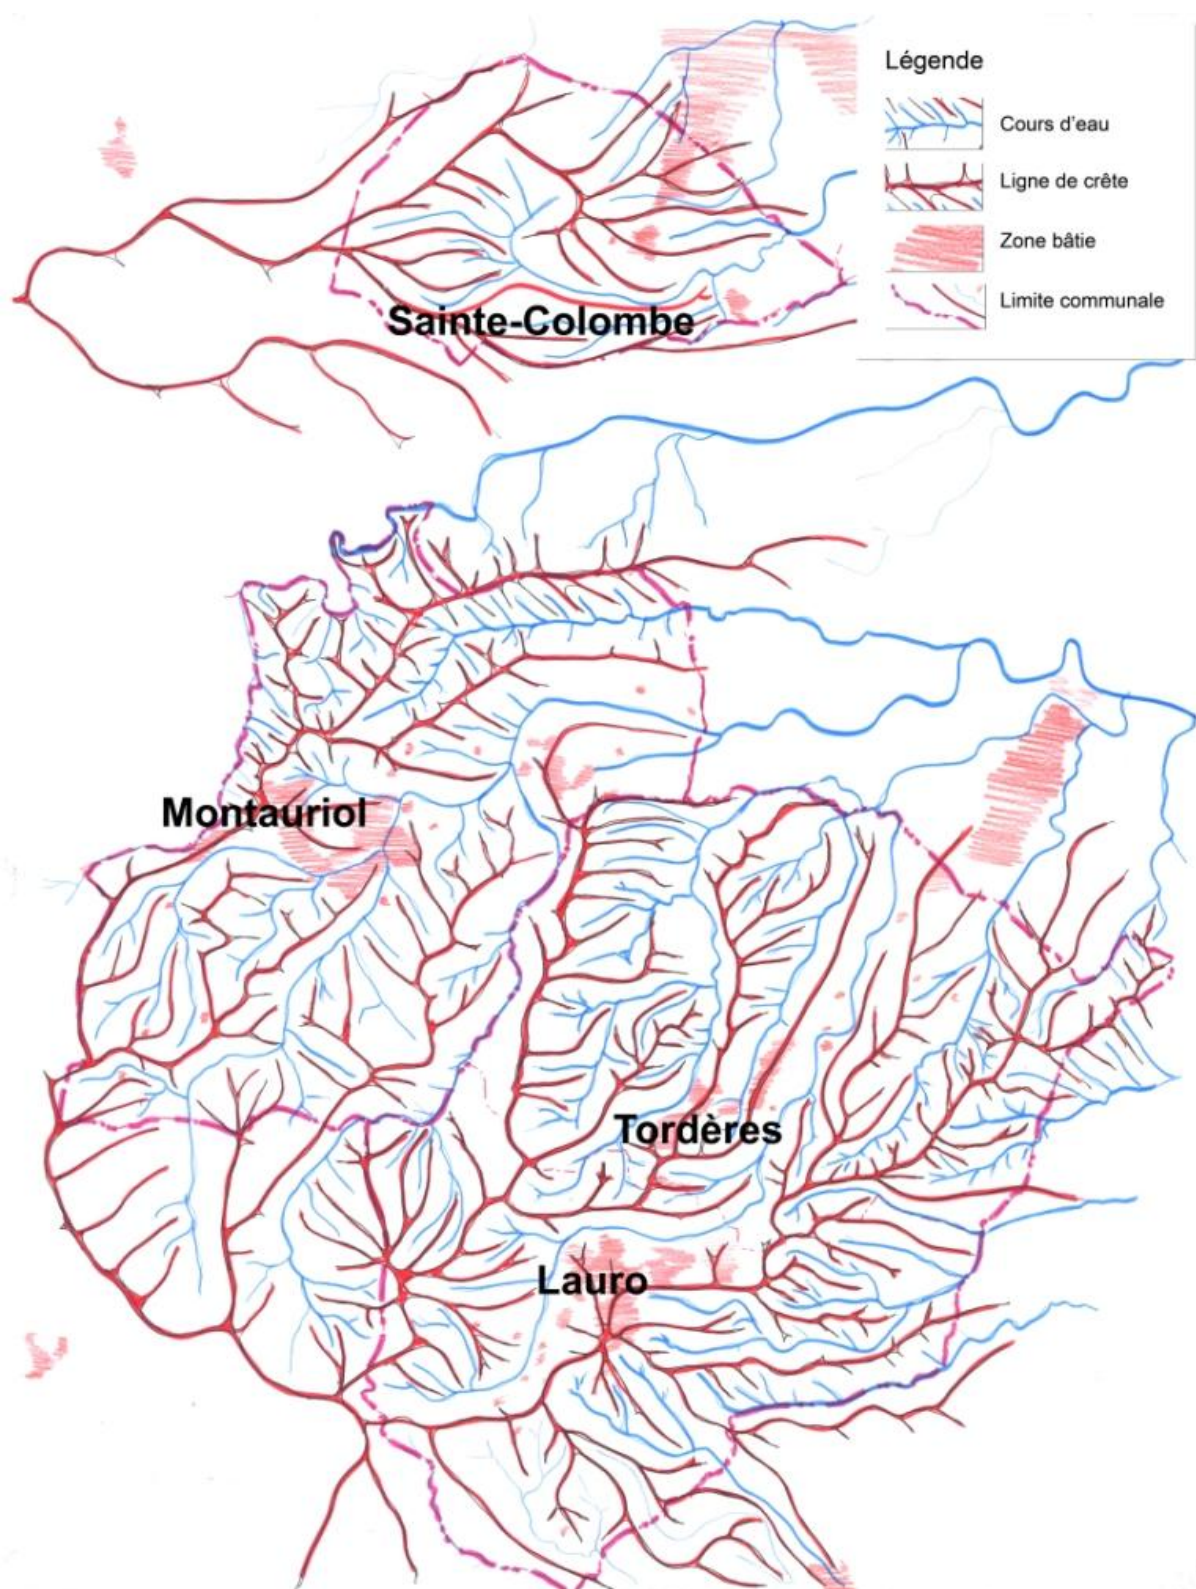 Légende
Cours d'eau
Ligne de crête
Zone bâtie
Limite communale
Sainte-Colombe
Montauriol
Tordères
Lauro